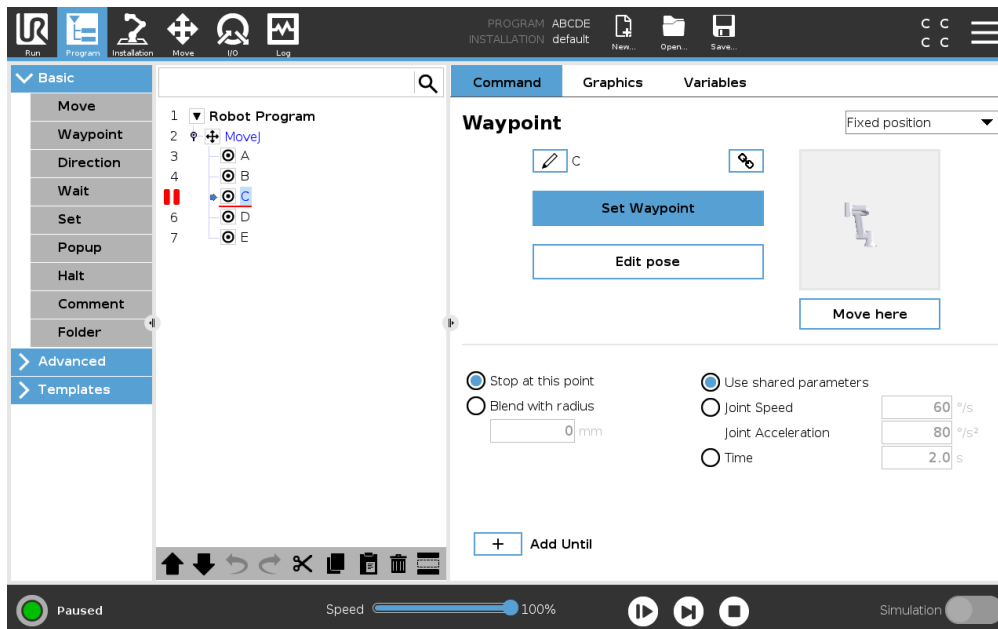 PROGRAM ABCDE
INSTALLATION default
UR
Run
Program
Installation
Move
I/O
Log
New...
Open...
Save...
C C
C C
Basic
Move
Waypoint
Direction
Wait
Set
Popup
Halt
Comment
Folder
Advanced
Templates
1 Robot Program
2 MoveJ
3 A
4 B
C
6 D
7 E
Command Graphics Variables
Waypoint
Fixed position
C
Set Waypoint
Edit pose
Move here
Stop at this point
Blend with radius
0 mm
Use shared parameters
Joint Speed 60 °/s
Joint Acceleration 80 °/s²
Time 2.0 s
+ Add Until
Paused
Speed 100%
Simulation